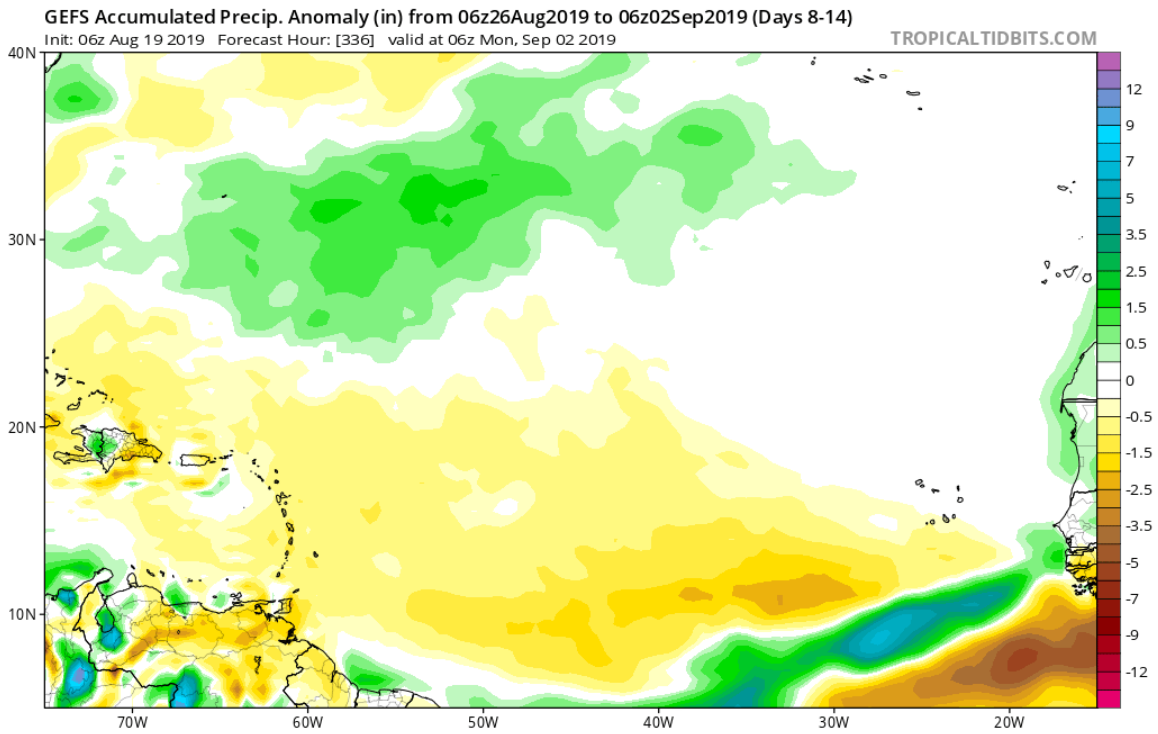 GEFS Accumulated Precip. Anomaly (in) from 06z26Aug2019 to 06z02Sep2019 (Days 8-14)
Init: 06z Aug 19 2019 Forecast Hour: [336] valid at 06z Mon, Sep 02 2019 TROPICALTIDBITS.COM
40N
30N
20N
10N
70W 60W 50W 40W 30W 20W
12
9
7
5
3.5
2.5
1.5
0.5
0
-0.5
-1.5
-2.5
-3.5
-5
-7
-9
-12